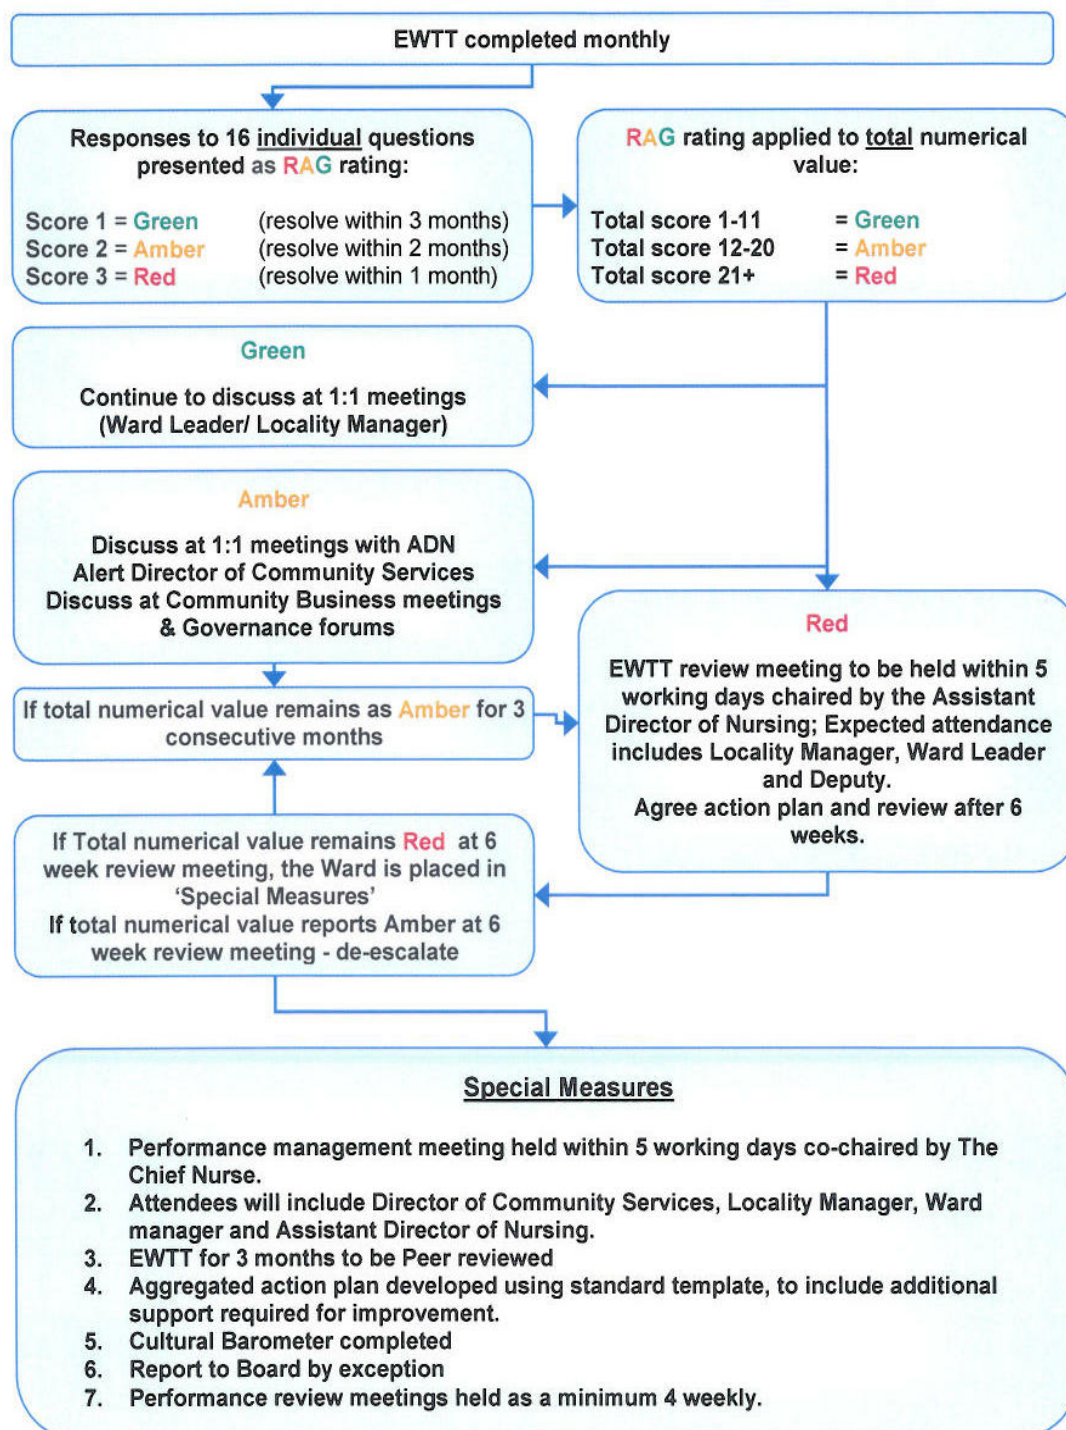 EWTT completed monthly
Responses to 16 individual questions
presented as RAG rating:
Score 1 = Green (resolve within 3 months)
Score 2 = Amber (resolve within 2 months)
Score 3 = Red (resolve within 1 month)
RAG rating applied to total numerical
value:
Total score 1-11 = Green
Total score 12-20 = Amber
Total score 21+ = Red
Green
Continue to discuss at 1:1 meetings
(Ward Leader/ Locality Manager)
Amber
Discuss at 1:1 meetings with ADN
Alert Director of Community Services
Discuss at Community Business meetings
& Governance forums
If total numerical value remains as Amber for 3
consecutive months
Red
EWTT review meeting to be held within 5
working days chaired by the Assistant
Director of Nursing; Expected attendance
includes Locality Manager, Ward Leader
and Deputy.
Agree action plan and review after 6
weeks.
If Total numerical value remains Red at 6
week review meeting, the Ward is placed in
‘Special Measures’
If total numerical value reports Amber at 6
week review meeting - de-escalate
Special Measures
1. Performance management meeting held within 5 working days co-chaired by The
Chief Nurse.
2. Attendees will include Director of Community Services, Locality Manager, Ward
manager and Assistant Director of Nursing.
3. EWTT for 3 months to be Peer reviewed
4. Aggregated action plan developed using standard template, to include additional
support required for improvement.
5. Cultural Barometer completed
6. Report to Board by exception
7. Performance review meetings held as a minimum 4 weekly.